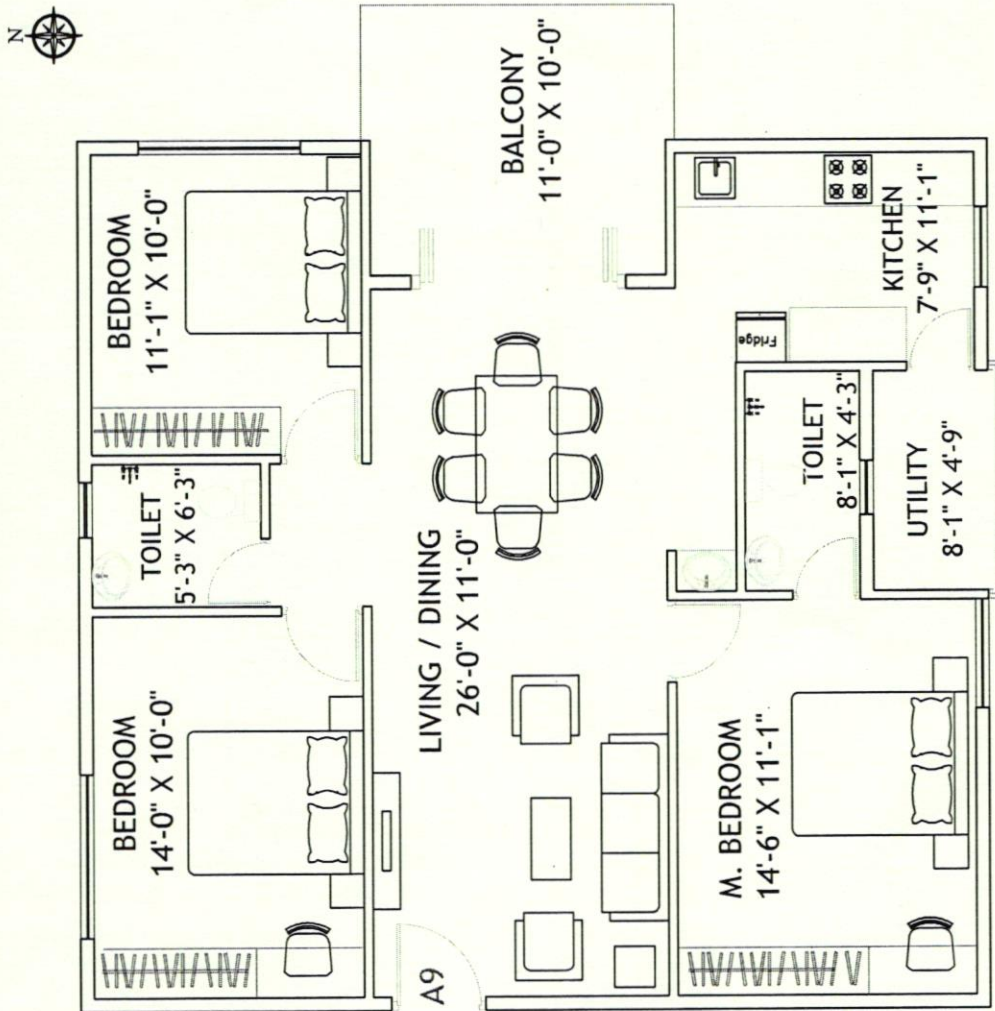 N
BEDROOM
11'-1" X 10'-0"
BALCONY
11'-0" X 10'-0"
TOILET
5'-3" X 6'-3"
BEDROOM
14'-0" X 10'-0"
LIVING / DINING
26'-0" X 11'-0"
A9
Fridge
KITCHEN
7'-9" X 11'-1"
TOILET
8'-1" X 4'-3"
UTILITY
8'-1" X 4'-9"
M. BEDROOM
14'-6" X 11'-1"